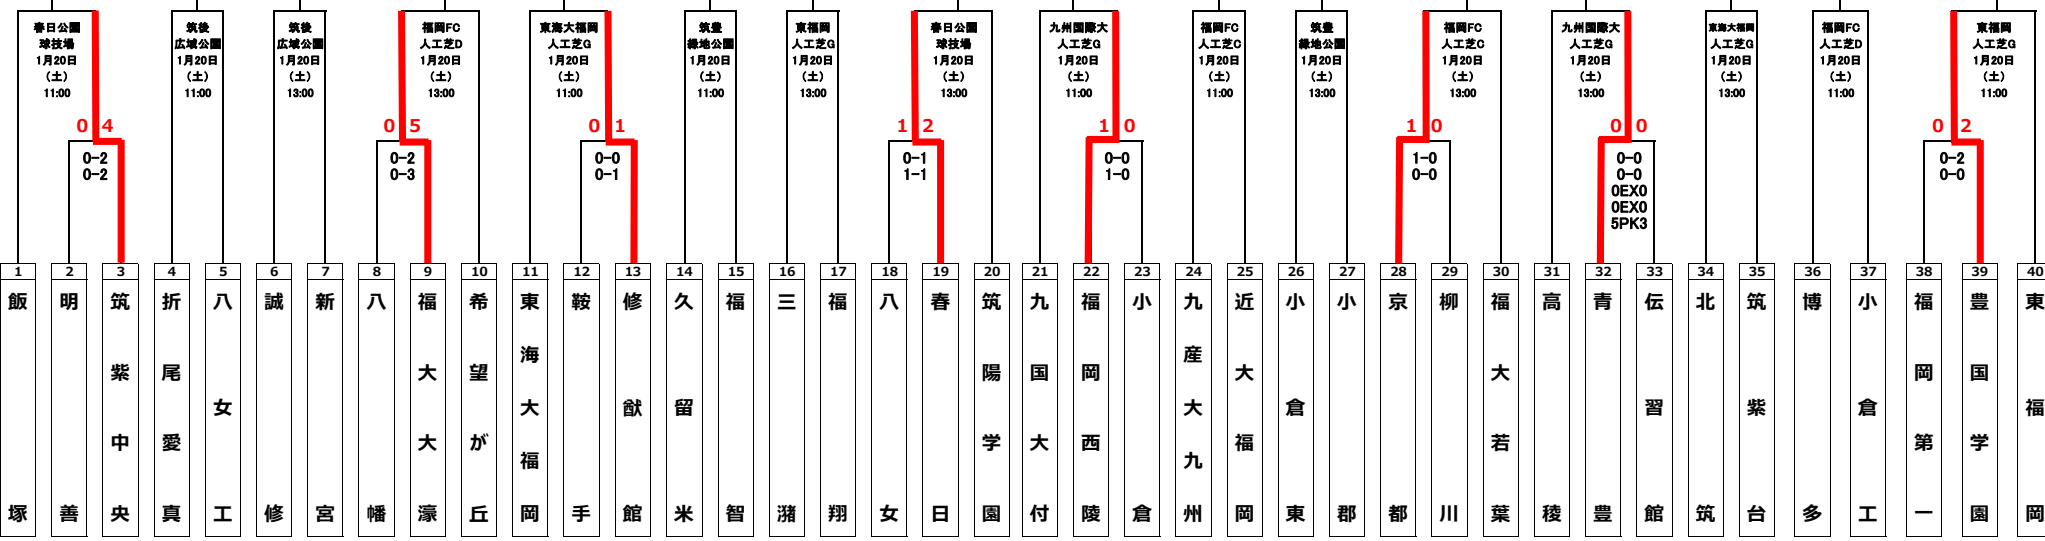 春日公園
球技場
1月20日
（土）
11:00
筑後
広域公園
1月20日
（土）
11:00
筑後
広域公園
1月20日
（土）
13:00
福岡FC
人工芝D
1月20日
（土）
13:00
東海大福岡
人工芝G
1月20日
（土）
11:00
筑豊
緑地公園
1月20日
（土）
11:00
東福岡
人工芝G
1月20日
（土）
13:00
春日公園
球技場
1月20日
（土）
13:00
九州国際大
人工芝G
1月20日
（土）
11:00
福岡FC
人工芝C
1月20日
（土）
11:00
筑豊
緑地公園
1月20日
（土）
13:00
福岡FC
人工芝C
1月20日
（土）
13:00
九州国際大
人工芝G
1月20日
（土）
13:00
東海大福岡
人工芝G
1月20日
（土）
13:00
福岡FC
人工芝D
1月20日
（土）
11:00
東福岡
人工芝G
1月20日
（土）
11:00
0 4
0-2
0-2
0 5
0-2
0-3
0 1
0-0
0-1
1 2
0-1
1-1
1 0
0-0
1-0
1 0
1-0
0-0
0 0
0-0
0-0
0EX0
0EX0
5PK3
0 2
0-2
0-0
1 飯塚
2 明善
3 筑紫中央
4 折尾愛真
5 八女工
6 誠修
7 新宮
8 八幡
9 福大大濠
10 希望が丘
11 東海大福岡
12 鞍手
13 修猷館
14 久留米
15 福智
16 三潴
17 福翔
18 八女
19 春日
20 筑陽学園
21 九国大付
22 福岡西陵
23 小倉
24 九産大九州
25 近大福岡
26 小倉東
27 小郡
28 京都
29 柳川
30 福大若葉
31 高稜
32 青豊
33 伝習館
34 北筑
35 筑紫台
36 博多
37 小倉工
38 福岡第一
39 豊国学園
40 東福岡